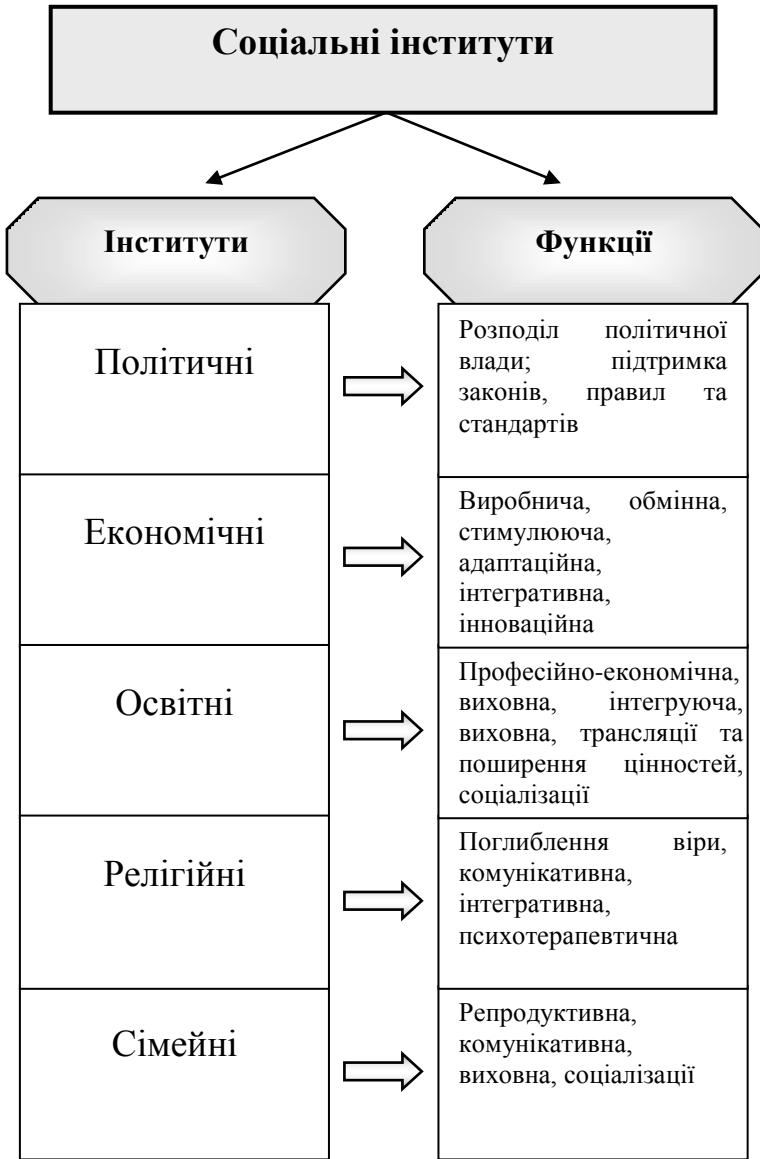 Соціальні інститути
Інститути
Функції
Політичні
Розподіл політичної
влади; підтримка
законів, правил та
стандартів
Економічні
Виробнича, обмінна,
стимулююча,
адаптаційна,
інтегративна,
інноваційна
Освітні
Професійно-економічна,
виховна, інтегруюча,
виховна, трансляції та
поширення цінностей,
соціалізації
Релігійні
Поглиблення віри,
комунікативна,
інтегративна,
психотерапевтична
Сімейні
Репродуктивна,
комунікативна,
виховна, соціалізації